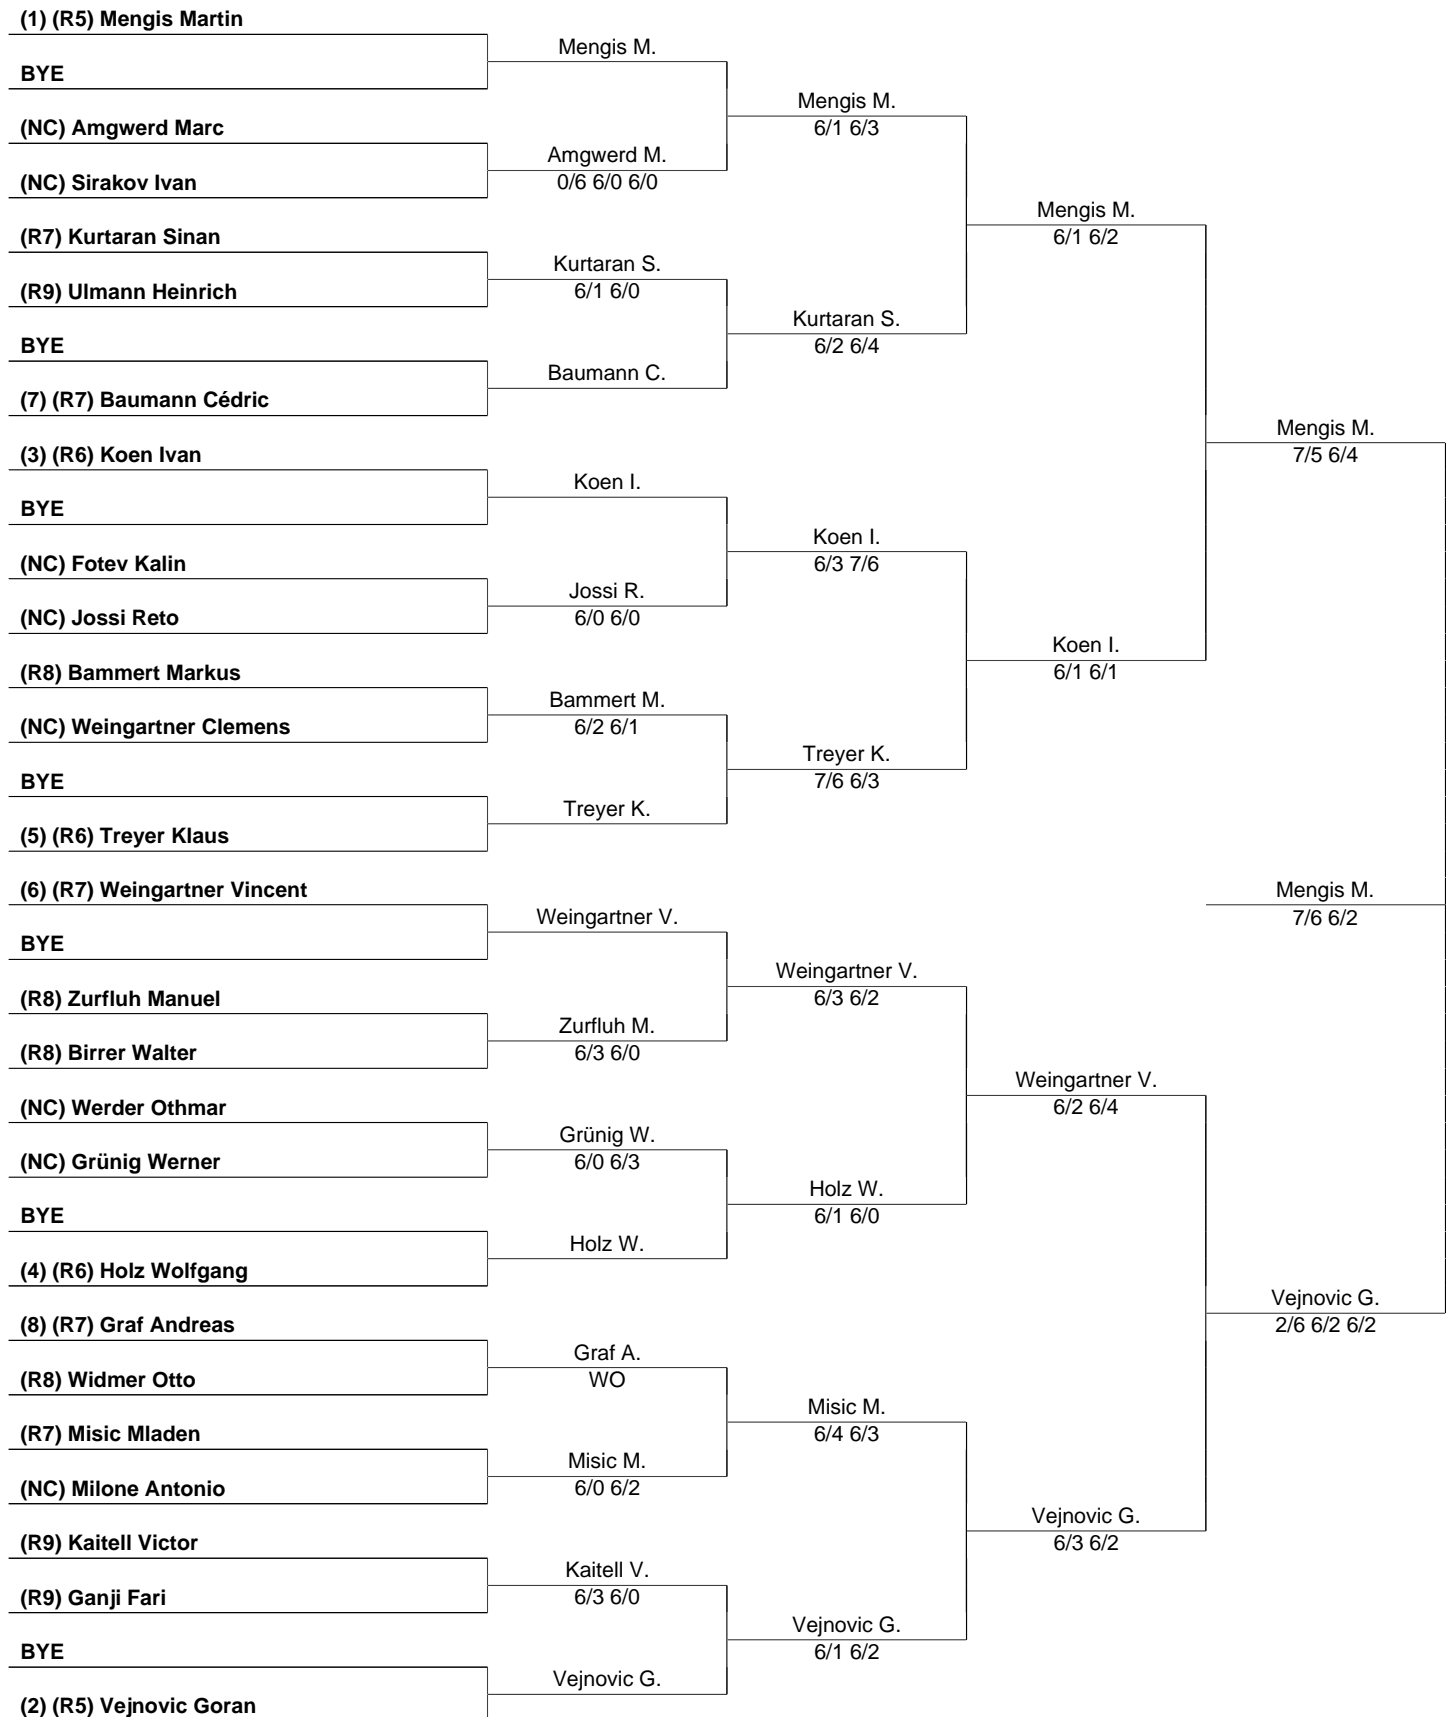 (1) (R5) Mengis Martin
BYE
(NC) Amgwerd Marc
(NC) Sirakov Ivan
(R7) Kurtaran Sinan
(R9) Ulmann Heinrich
BYE
(7) (R7) Baumann Cédric
(3) (R6) Koen Ivan
BYE
(NC) Fotev Kalin
(NC) Jossi Reto
(R8) Bammert Markus
(NC) Weingartner Clemens
BYE
(5) (R6) Treyer Klaus
(6) (R7) Weingartner Vincent
BYE
(R8) Zurfluh Manuel
(R8) Birrer Walter
(NC) Werder Othmar
(NC) Grünig Werner
BYE
(4) (R6) Holz Wolfgang
(8) (R7) Graf Andreas
(R8) Widmer Otto
(R7) Misic Mladen
(NC) Milone Antonio
(R9) Kaitell Victor
(R9) Ganji Fari
BYE
(2) (R5) Vejnovic Goran
Mengis M.
Amgwerd M.
0/6 6/0 6/0
Kurtaran S.
6/1 6/0
Baumann C.
Koen I.
Jossi R.
6/0 6/0
Bammert M.
6/2 6/1
Treyer K.
Weingartner V.
Zurfluh M.
6/3 6/0
Grünig W.
6/0 6/3
Holz W.
Graf A.
WO
Misic M.
6/0 6/2
Kaitell V.
6/3 6/0
Vejnovic G.
Mengis M.
6/1 6/3
Kurtaran S.
6/2 6/4
Koen I.
6/3 7/6
Treyer K.
7/6 6/3
Weingartner V.
6/3 6/2
Holz W.
6/1 6/0
Misic M.
6/4 6/3
Vejnovic G.
6/1 6/2
Mengis M.
6/1 6/2
Koen I.
6/1 6/1
Weingartner V.
6/2 6/4
Vejnovic G.
6/3 6/2
Mengis M.
7/5 6/4
Mengis M.
7/6 6/2
Vejnovic G.
2/6 6/2 6/2